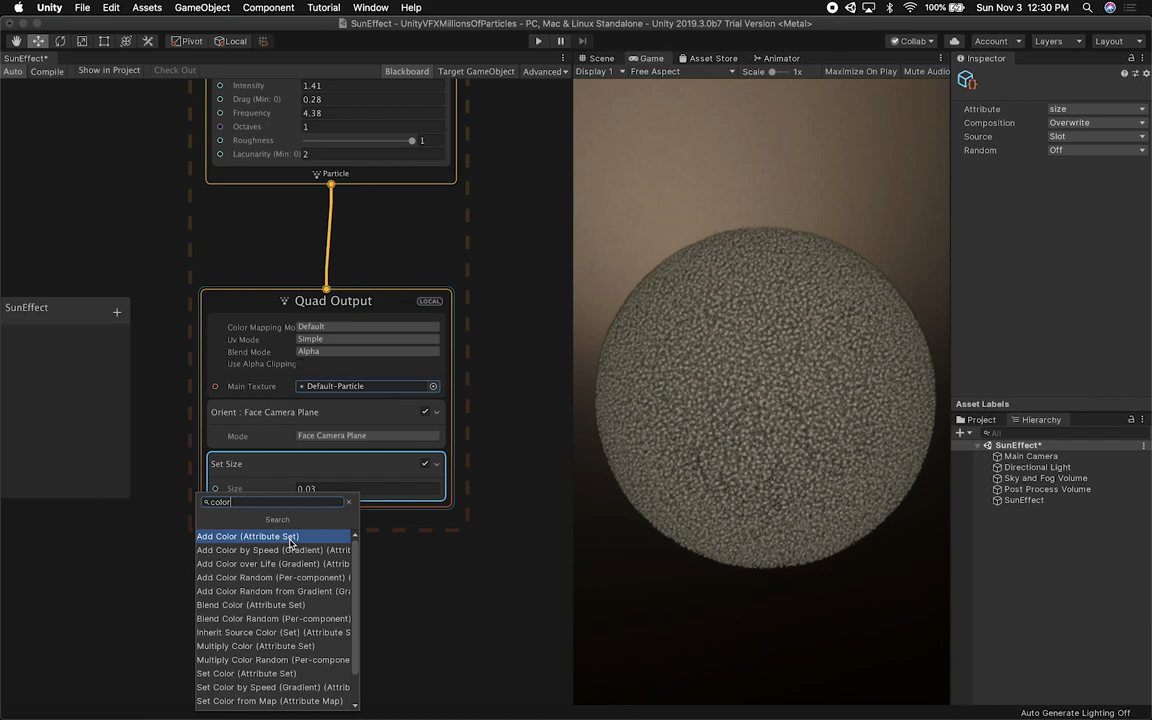 Unity File Edit Assets GameObject Component Tutorial Window Help 100% Sun Nov 3 12:30 PM
SunEffect - UnityVFXMillionsOfParticles - PC, Mac & Linux Standalone - Unity 2019.3.0b7 Trial Version <Metal>
Pivot Local Collab Account Layers Layout
SunEffect* Scene Game Asset Store Animator Inspector
Auto Compile Show in Project Check Out Blackboard Target GameObject Advanced Display 1 Free Aspect Scale 1x Maximize On Play Mute Audio
Intensity 1.41
Drag (Min: 0) 0.28
Frequency 4.38
Octaves 1
Roughness 1
Lacunarity (Min: 0) 2
Particle
Attribute size
Composition Overwrite
Source Slot
Random Off
SunEffect +
Quad Output LOCAL
Color Mapping Mo Default
Uv Mode Simple
Blend Mode Alpha
Use Alpha Clipping
Main Texture Default-Particle
Orient : Face Camera Plane
Mode Face Camera Plane
Set Size
Size 0.03
color
Search
Add Color (Attribute Set)
Add Color by Speed (Gradient) (Attrib
Add Color over Life (Gradient) (Attrib
Add Color Random (Per-component) (
Add Color Random from Gradient (Gra
Blend Color (Attribute Set)
Blend Color Random (Per-component)
Inherit Source Color (Set) (Attribute S
Multiply Color (Attribute Set)
Multiply Color Random (Per-compone
Set Color (Attribute Set)
Set Color by Speed (Gradient) (Attrib
Set Color from Map (Attribute Map)
Asset Labels
Project Hierarchy
All
SunEffect*
Main Camera
Directional Light
Sky and Fog Volume
Post Process Volume
SunEffect
Auto Generate Lighting Off